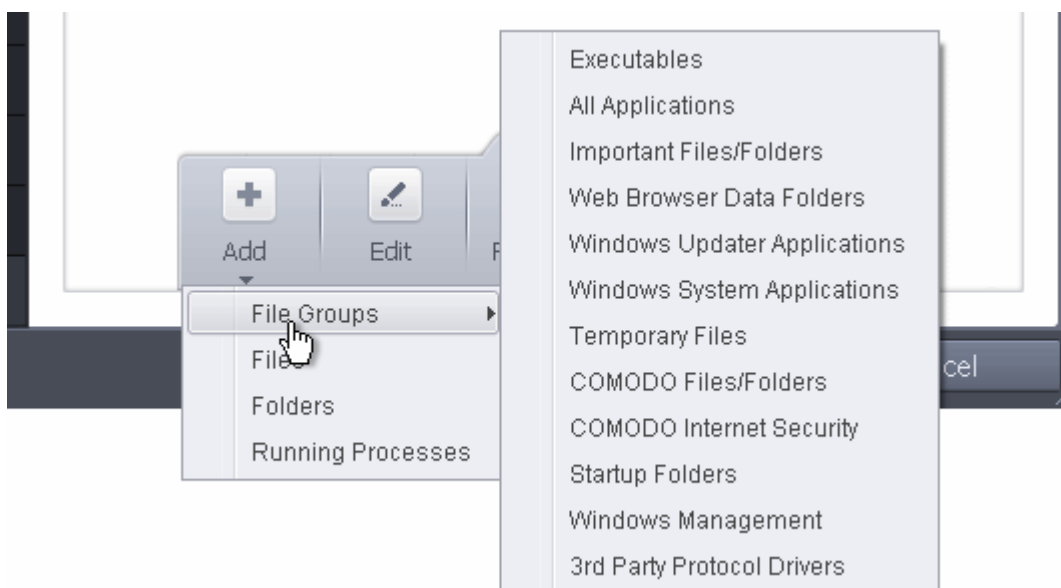 Add
Edit
File Groups
Files
Folders
Running Processes
Executables
All Applications
Important Files/Folders
Web Browser Data Folders
Windows Updater Applications
Windows System Applications
Temporary Files
COMODO Files/Folders
COMODO Internet Security
Startup Folders
Windows Management
3rd Party Protocol Drivers